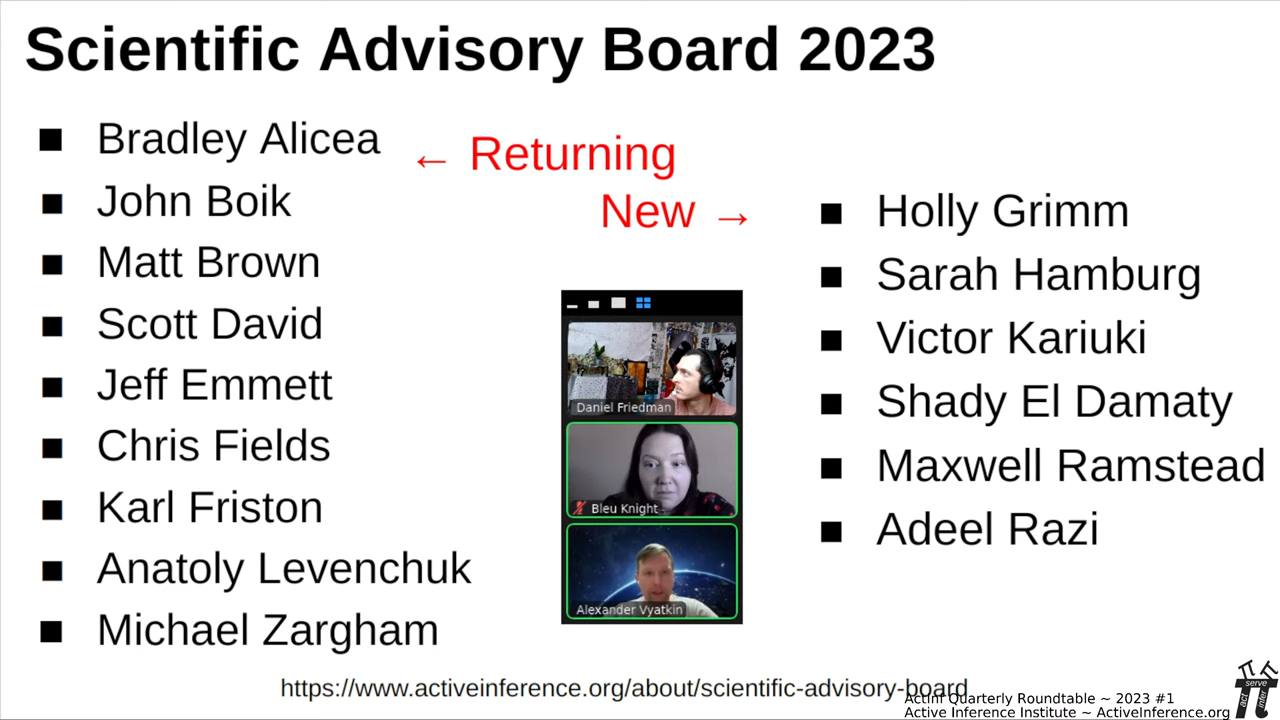 Scientific Advisory Board 2023
■ Bradley Alicea
■ John Boik
■ Matt Brown
■ Scott David
■ Jeff Emmett
■ Chris Fields
■ Karl Friston
■ Anatoly Levenchuk
■ Michael Zargham
← Returning
New →
■ Holly Grimm
■ Sarah Hamburg
■ Victor Kariuki
■ Shady El Damaty
■ Maxwell Ramstead
■ Adeel Razi
Daniel Friedman
Bleu Knight
Alexander Vyatkin
https://www.activeinference.org/about/scientific-advisory-board
ActInf Quarterly Roundtable ~ 2023 #1
Active Inference Institute ~ ActiveInference.org
serve
act
infer